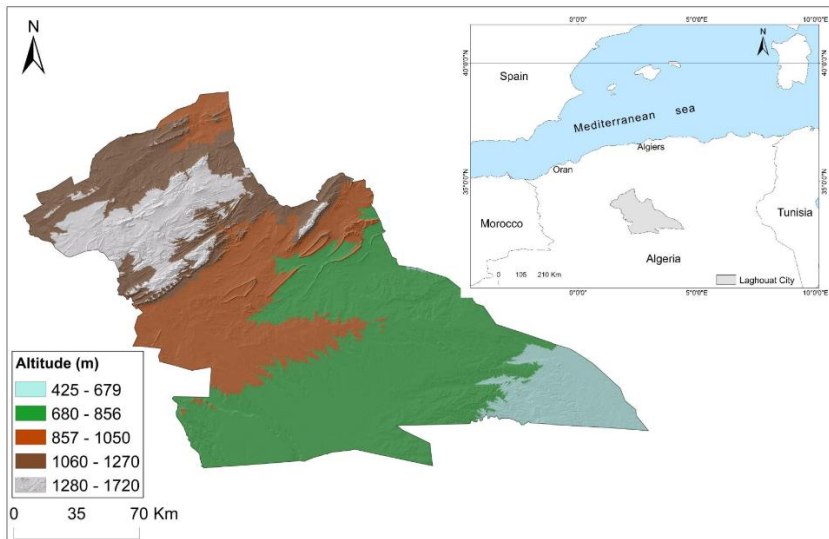 N
Altitude (m)
425 - 679
680 - 856
857 - 1050
1060 - 1270
1280 - 1720
0 35 70 Km
0°0'0" 5°0'0"E 10°0'0"E
N
40°0'0"N
40°0'0"N
Spain
Mediterranean sea
Algiers
Oran
35°0'0"N
35°0'0"N
Morocco
Tunisia
Algeria
0 105 210 Km
Laghouat City
0°0'0" 5°0'0"E 10°0'0"E